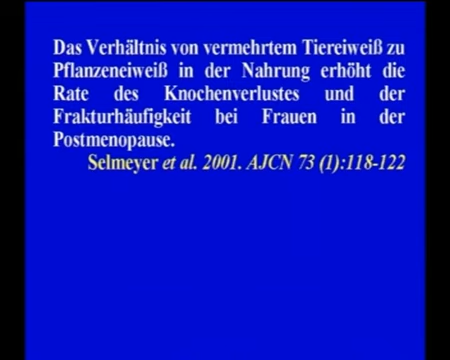 Das Verhältnis von vermehrtem Tiereiweiß zu
Pflanzeneiweiß in der Nahrung erhöht die
Rate des Knochenverlustes und der
Frakturhäufigkeit bei Frauen in der
Postmenopause.
Selmeyer et al. 2001. AJCN 73 (1):118-122